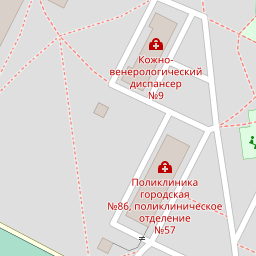 Кожно-
венерологический
диспансер
№9
Поликлиника
городская
№86, поликлиническое
отделение
№57